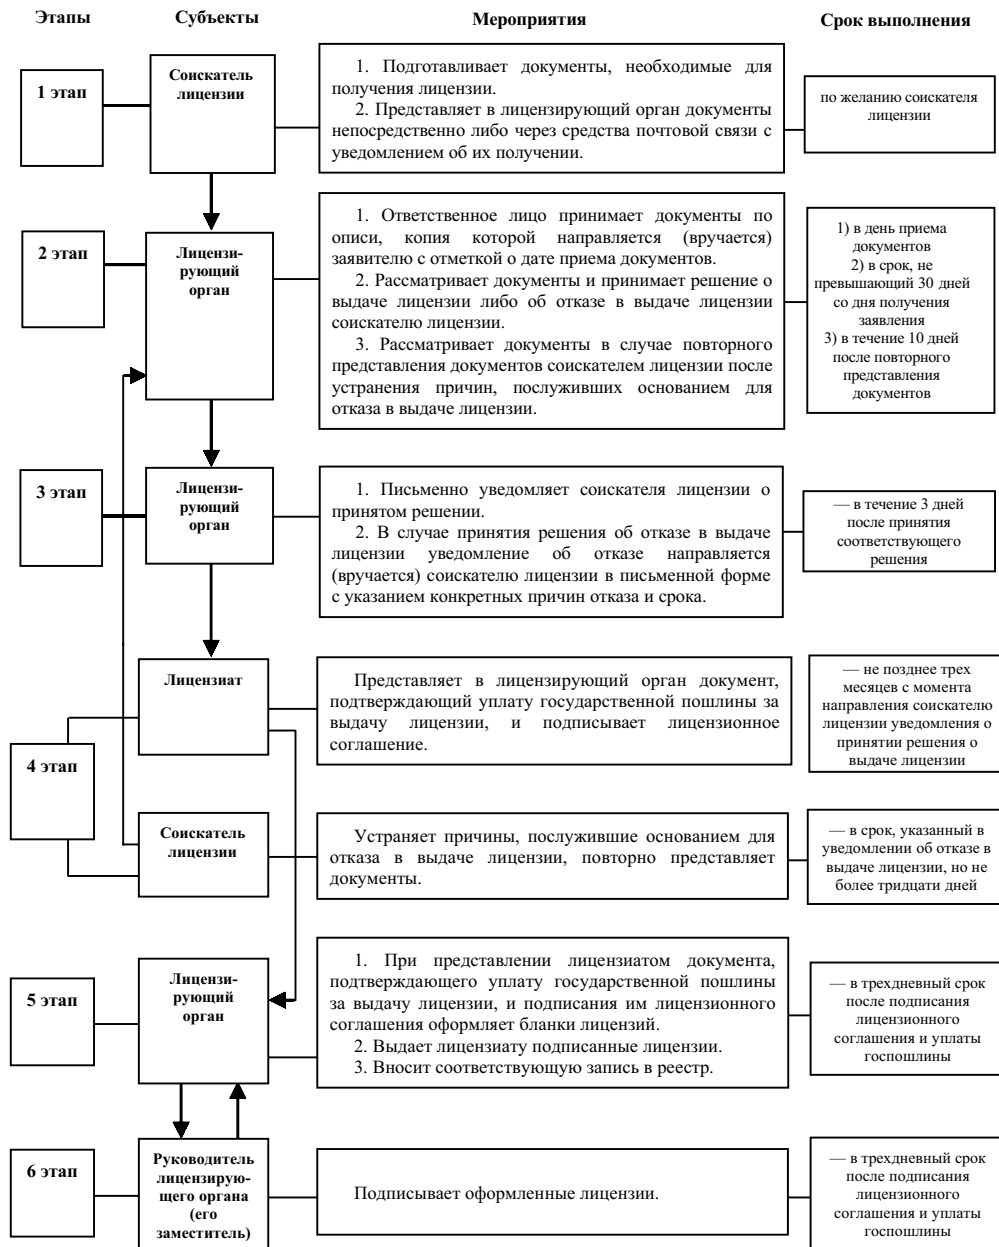 Этапы
Субъекты
Мероприятия
Срок выполнения
1 этап
Соискатель
лицензии
1. Подготавливает документы, необходимые для
получения лицензии.
2. Представляет в лицензирующий орган документы
непосредственно либо через средства почтовой связи с
уведомлением об их получении.
по желанию соискателя
лицензии
2 этап
Лицензи-
рующий
орган
1. Ответственное лицо принимает документы по
описи, копия которой направляется (вручается)
заявителю с отметкой о дате приема документов.
2. Рассматривает документы и принимает решение о
выдаче лицензии либо об отказе в выдаче лицензии
соискателю лицензии.
3. Рассматривает документы в случае повторного
представления документов соискателем лицензии после
устранения причин, послуживших основанием для
отказа в выдаче лицензии.
1) в день приема
документов
2) в срок, не
превышающий 30 дней
со дня получения
заявления
3) в течение 10 дней
после повторного
представления
документов
3 этап
Лицензи-
рующий
орган
1. Письменно уведомляет соискателя лицензии о
принятом решении.
2. В случае принятия решения об отказе в выдаче
лицензии уведомление об отказе направляется
(вручается) соискателю лицензии в письменной форме
с указанием конкретных причин отказа и срока.
— в течение 3 дней
после принятия
соответствующего
решения
4 этап
Лицензиат
Представляет в лицензирующий орган документ,
подтверждающий уплату государственной пошлины за
выдачу лицензии, и подписывает лицензионное
соглашение.
— не позднее трех
месяцев с момента
направления соискателю
лицензии уведомления о
принятии решения о
выдаче лицензии
Соискатель
лицензии
Устраняет причины, послужившие основанием для
отказа в выдаче лицензии, повторно представляет
документы.
— в срок, указанный в
уведомлении об отказе в
выдаче лицензии, но не
более тридцати дней
5 этап
Лицензи-
рующий
орган
1. При представлении лицензиатом документа,
подтверждающего уплату государственной пошлины
за выдачу лицензии, и подписания им лицензионного
соглашения оформляет бланки лицензий.
2. Выдает лицензиату подписанные лицензии.
3. Вносит соответствующую запись в реестр.
— в трехдневный срок
после подписания
лицензионного
соглашения и уплаты
госпошлины
6 этап
Руководитель
лицензирую-
щего органа
(его
заместитель)
Подписывает оформленные лицензии.
— в трехдневный срок
после подписания
лицензионного
соглашения и уплаты
госпошлины